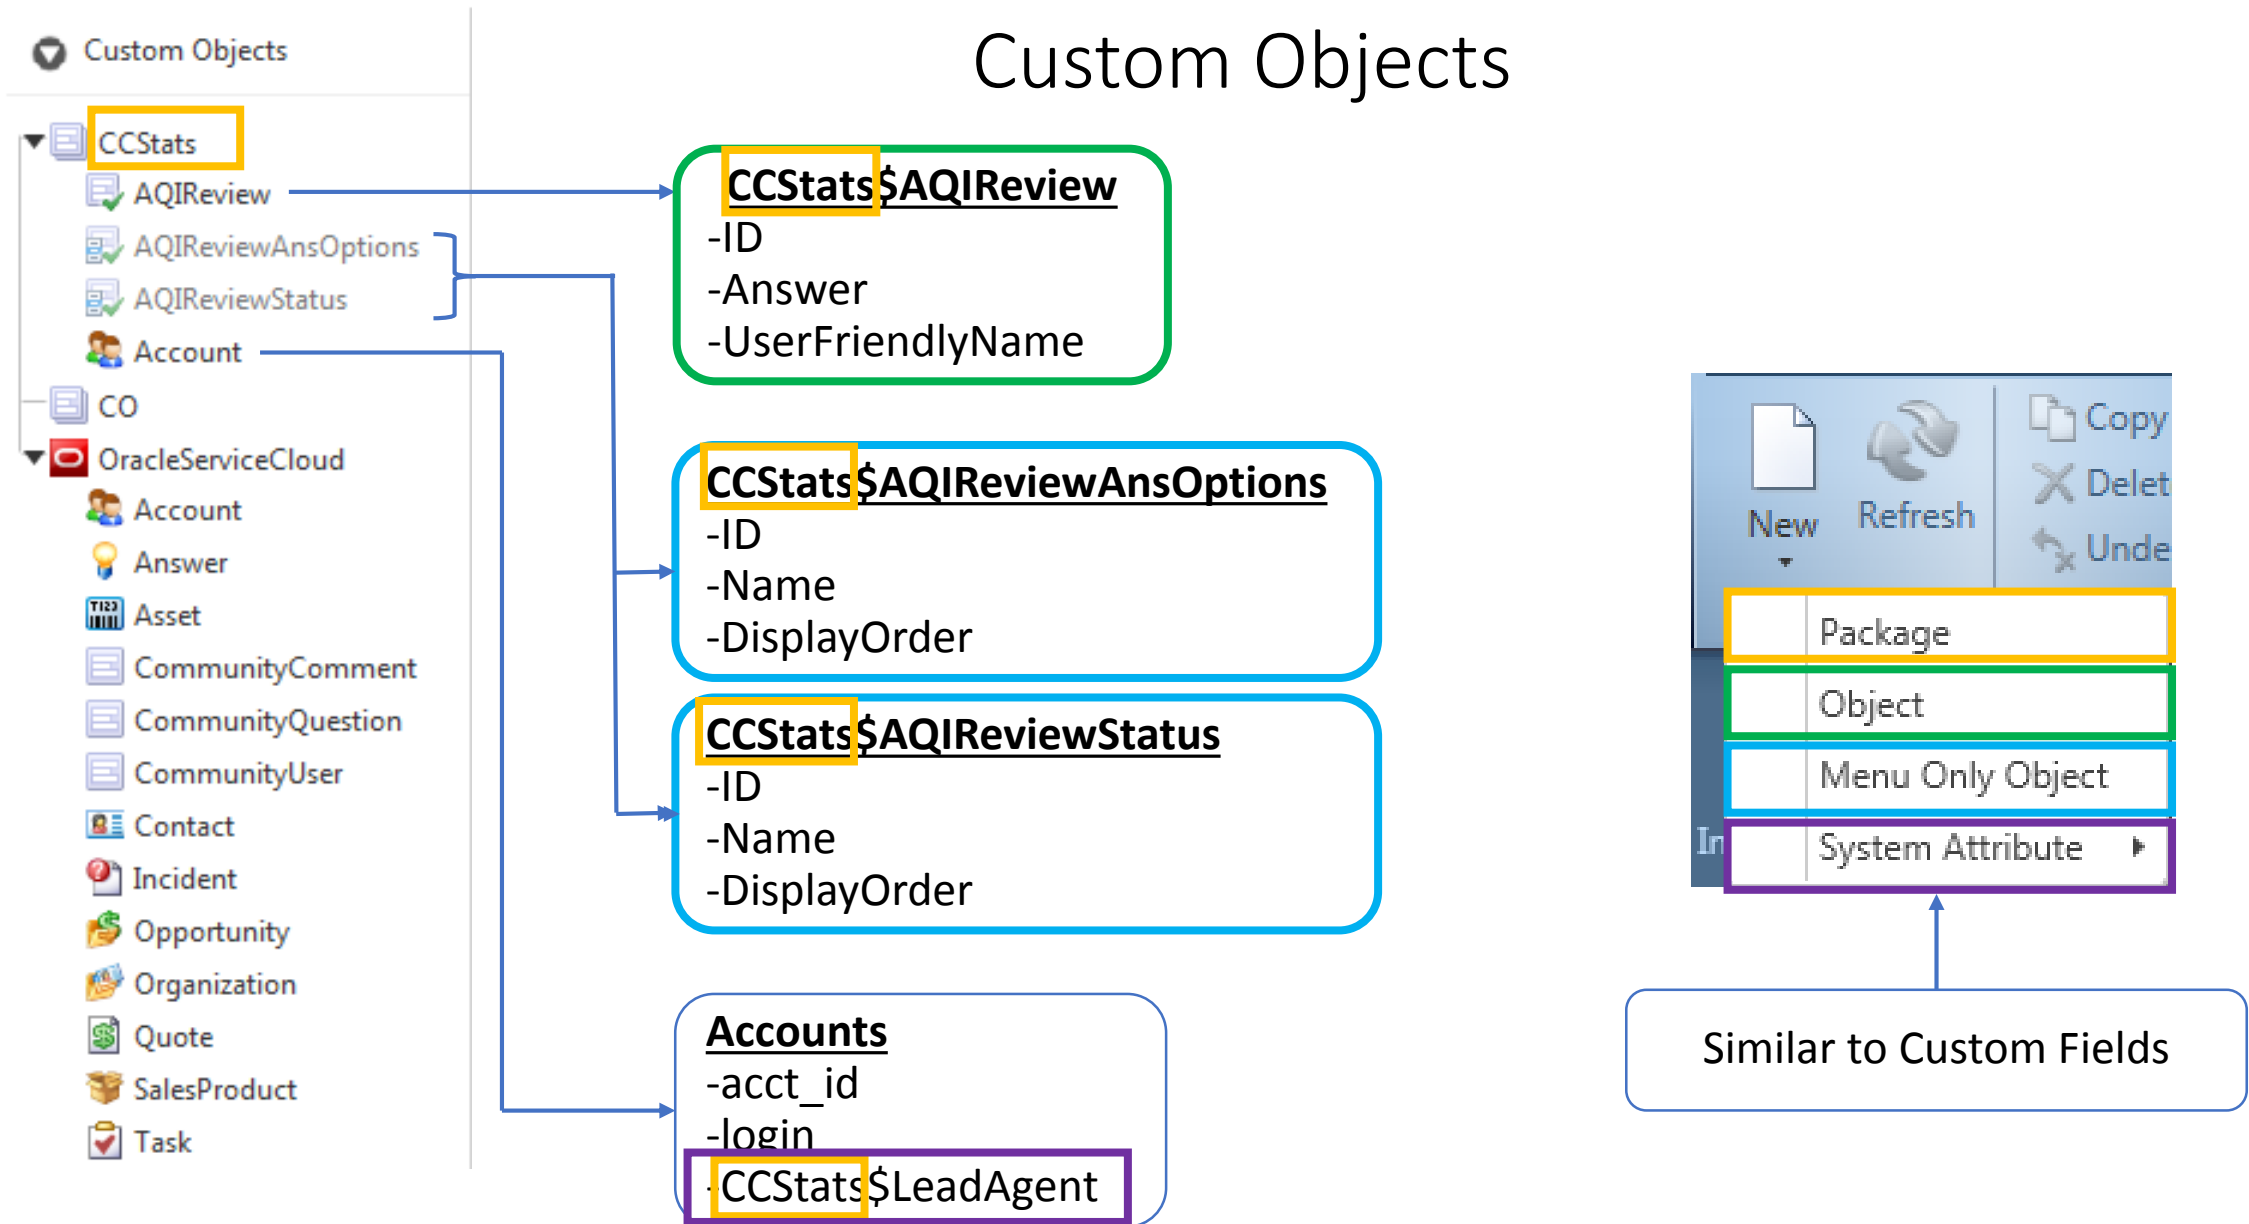 Custom Objects
Custom Objects
CCStats
AQIReview
AQIReviewAnsOptions
AQIReviewStatus
Account
CO
OracleServiceCloud
Account
Answer
Asset
CommunityComment
CommunityQuestion
CommunityUser
Contact
Incident
Opportunity
Organization
Quote
SalesProduct
Task
CCStats$AQIReview
-ID
-Answer
-UserFriendlyName
CCStats$AQIReviewAnsOptions
-ID
-Name
-DisplayOrder
CCStats$AQIReviewStatus
-ID
-Name
-DisplayOrder
Accounts
-acct_id
-login
-CCStats$LeadAgent
New
Refresh
Copy
Delet
Unde
Package
Object
Menu Only Object
In
System Attribute
Similar to Custom Fields